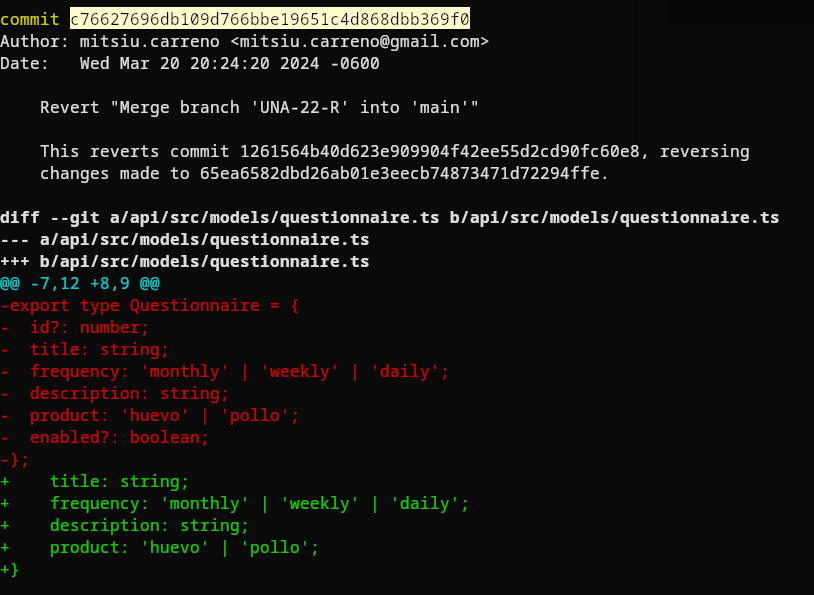 commit c76627696db109d766bbe19651c4d868dbb369f0
Author: mitsiu.carreno <mitsiu.carreno@gmail.com>
Date:   Wed Mar 20 20:24:20 2024 -0600

    Revert "Merge branch 'UNA-22-R' into 'main'"

    This reverts commit 1261564b40d623e909904f42ee55d2cd90fc60e8, reversing
    changes made to 65ea6582dbd26ab01e3eecb74873471d72294ffe.

diff --git a/api/src/models/questionnaire.ts b/api/src/models/questionnaire.ts
--- a/api/src/models/questionnaire.ts
+++ b/api/src/models/questionnaire.ts
@@ -7,12 +8,9 @@
-export type Questionnaire = {
-  id?: number;
-  title: string;
-  frequency: 'monthly' | 'weekly' | 'daily';
-  description: string;
-  product: 'huevo' | 'pollo';
-  enabled?: boolean;
-};
+    title: string;
+    frequency: 'monthly' | 'weekly' | 'daily';
+    description: string;
+    product: 'huevo' | 'pollo';
+}